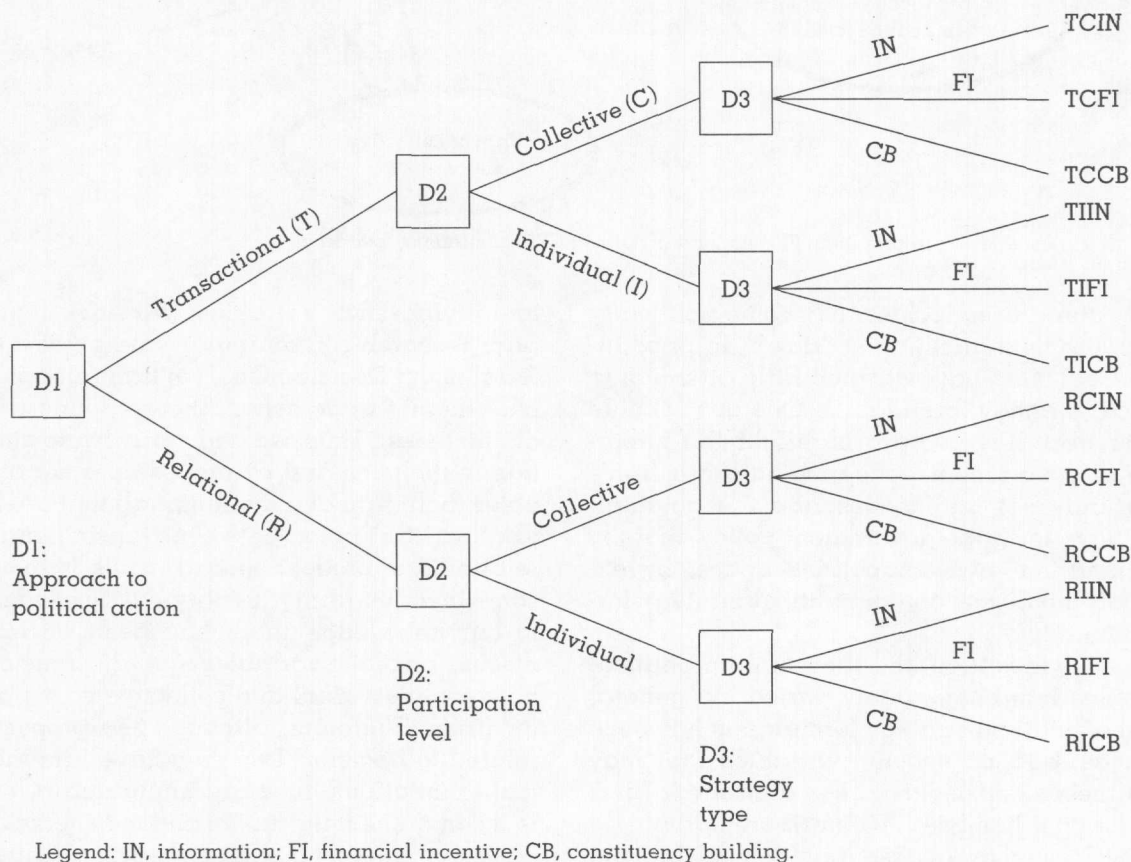 TCIN
IN
FI
D3
TCFI
Collective (C)
CB
TCCB
D2
TIIN
IN
Transactional (T)
Individual (I)
FI
D3
TIFI
CB
TICB
D1
RCIN
IN
FI
Relational (R)
Collective
D3
RCFI
CB
RCCB
D1:
Approach to
political action
D2
RIIN
IN
Individual
FI
D3
RIFI
D2:
Participation
level
CB
RICB
D3:
Strategy
type
Legend: IN, information; FI, financial incentive; CB, constituency building.